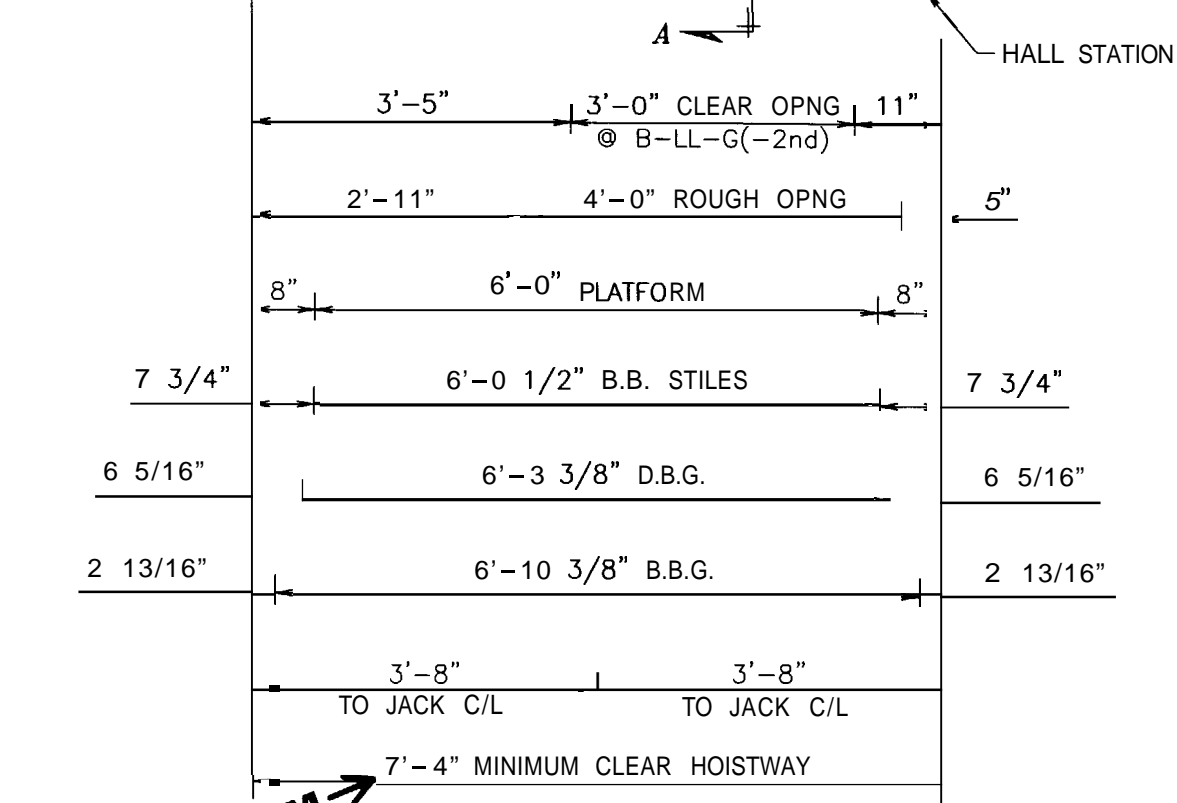 A
HALL STATION
3'-5" 3'-0" CLEAR OPNG 11"
@ B-LL-G(-2nd)
2'-11" 4'-0" ROUGH OPNG 5"
8" 6'-0" PLATFORM 8"
7 3/4" 6'-0 1/2" B.B. STILES 7 3/4"
6 5/16" 6'-3 3/8" D.B.G. 6 5/16"
2 13/16" 6'-10 3/8" B.B.G. 2 13/16"
3'-8" 3'-8"
TO JACK C/L TO JACK C/L
7'-4" MINIMUM CLEAR HOISTWAY